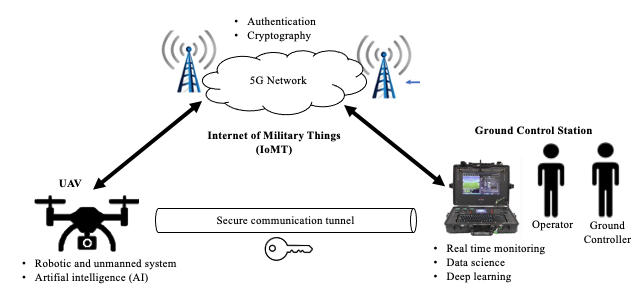 • Authentication
• Cryptography
5G Network
Internet of Military Things
(IoMT)
Ground Control Station
UAV
Secure communication tunnel
Operator
Ground
Controller
• Robotic and unmanned system
• Artifial intelligence (AI)
• Real time monitoring
• Data science
• Deep learning